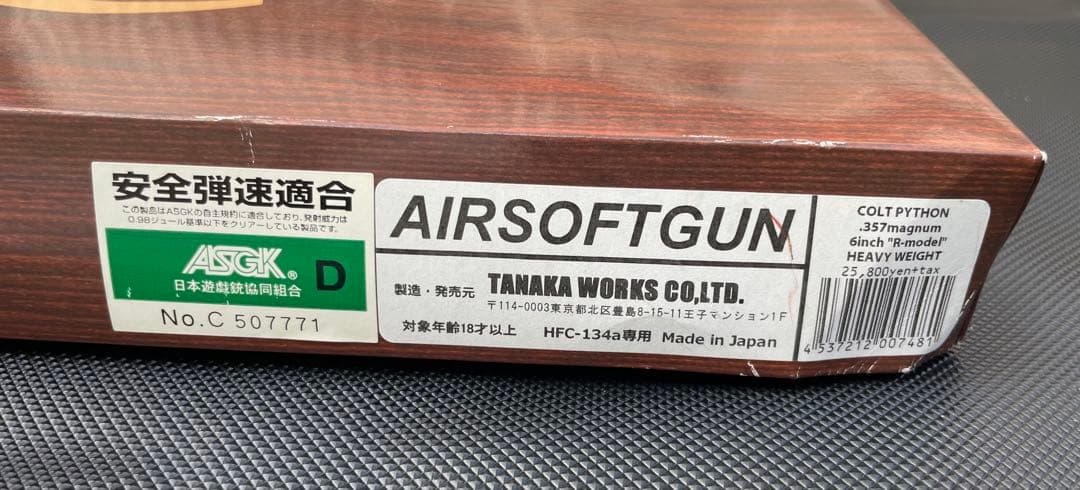 安全弾速適合
この製品はASGKの自主規約に適合しており、発射威力は
0.98ジュール基準以下をクリアーしている製品です。
ASGK®
D
日本遊戯銃協同組合
No.C 507771
AIRSOFTGUN
製造・発売元 TANAKA WORKS CO,LTD.
〒114-0003東京都北区豊島8-15-11王子マンション1F
対象年齢18才以上 HFC-134a専用 Made in Japan
COLT PYTHON
.357magnum
6inch "R-model"
HEAVY WEIGHT
25,800yen+tax
4537212007481